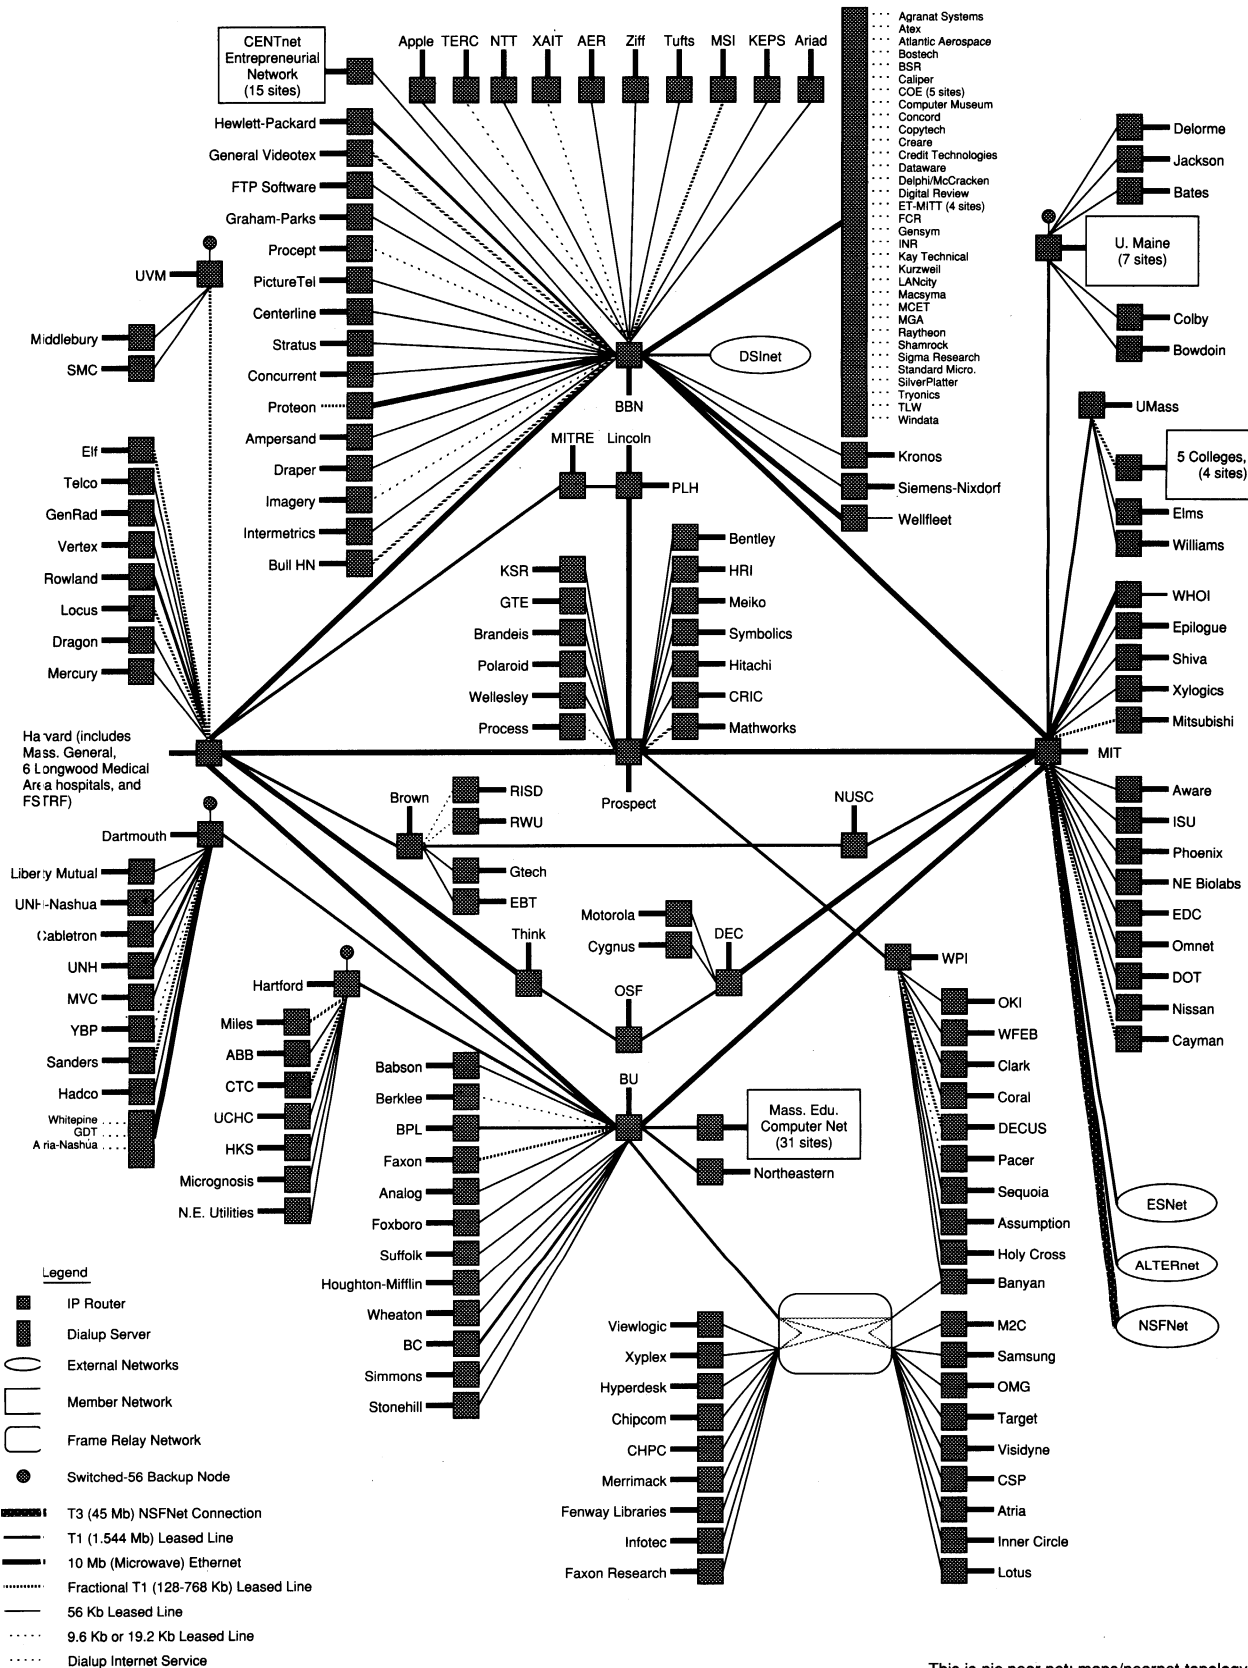 CENTnet
Entrepreneurial
Network
(15 sites)
Apple
TERC
NTT
XAIT
AER
Ziff
Tufts
MSI
KEPS
Ariad
Agranat Systems
Atex
Atlantic Aerospace
Bostech
BSR
Caliper
COE (5 sites)
Computer Museum
Concord
Copytech
Creare
Credit Technologies
Dataware
Delphi/McCracken
Digital Review
ET-MITT (4 sites)
FCR
Gensym
INR
Kay Technical
Kurzweil
LANcity
Macsyma
MCET
MGA
Raytheon
Shamrock
Sigma Research
Standard Micro.
SilverPlatter
Tryonics
TLW
Windata
Kronos
Siemens-Nixdorf
Wellfleet
Hewlett-Packard
General Videotex
FTP Software
Graham-Parks
Procept
PictureTel
Centerline
Stratus
Concurrent
Proteon
Ampersand
Draper
Imagery
Intermetrics
Bull HN
DSInet
BBN
Delorme
Jackson
Bates
U. Maine
(7 sites)
Colby
Bowdoin
UMass
5 Colleges,
(4 sites)
Elms
Williams
UVM
Middlebury
SMC
Elf
Telco
GenRad
Vertex
Rowland
Locus
Dragon
Mercury
MITRE
Lincoln
PLH
KSR
GTE
Brandeis
Polaroid
Wellesley
Process
Bentley
HRI
Meiko
Symbolics
Hitachi
CRIC
Mathworks
WHOI
Epilogue
Shiva
Xylogics
Mitsubishi
Harvard (includes
Mass. General,
6 Longwood Medical
Area hospitals, and
FSTRF)
Prospect
MIT
Brown
RISD
RWU
Gtech
EBT
NUSC
Aware
ISU
Phoenix
NE Biolabs
EDC
Omnet
DOT
Nissan
Cayman
Dartmouth
Liberty Mutual
UNH-Nashua
Cabletron
UNH
MVC
YBP
Sanders
Hadco
Whitepine
GDT
Aria-Nashua
Hartford
Miles
ABB
CTC
UCHC
HKS
Micrognosis
N.E. Utilities
Think
OSF
DEC
Motorola
Cygnus
WPI
OKI
WFEB
Clark
Coral
DECUS
Pacer
Sequoia
Assumption
Holy Cross
Banyan
BU
Babson
Berklee
BPL
Faxon
Analog
Foxboro
Suffolk
Houghton-Mifflin
Wheaton
BC
Simmons
Stonehill
Mass. Edu.
Computer Net
(31 sites)
Northeastern
ESNet
ALTERnet
NSFNet
Viewlogic
Xyplex
Hyperdesk
Chipcom
CHPC
Merrimack
Fenway Libraries
Infotec
Faxon Research
M2C
Samsung
OMG
Target
Visidyne
CSP
Atria
Inner Circle
Lotus
Legend
IP Router
Dialup Server
External Networks
Member Network
Frame Relay Network
Switched-56 Backup Node
T3 (45 Mb) NSFNet Connection
T1 (1.544 Mb) Leased Line
10 Mb (Microwave) Ethernet
Fractional T1 (128-768 Kb) Leased Line
56 Kb Leased Line
9.6 Kb or 19.2 Kb Leased Line
Dialup Internet Service